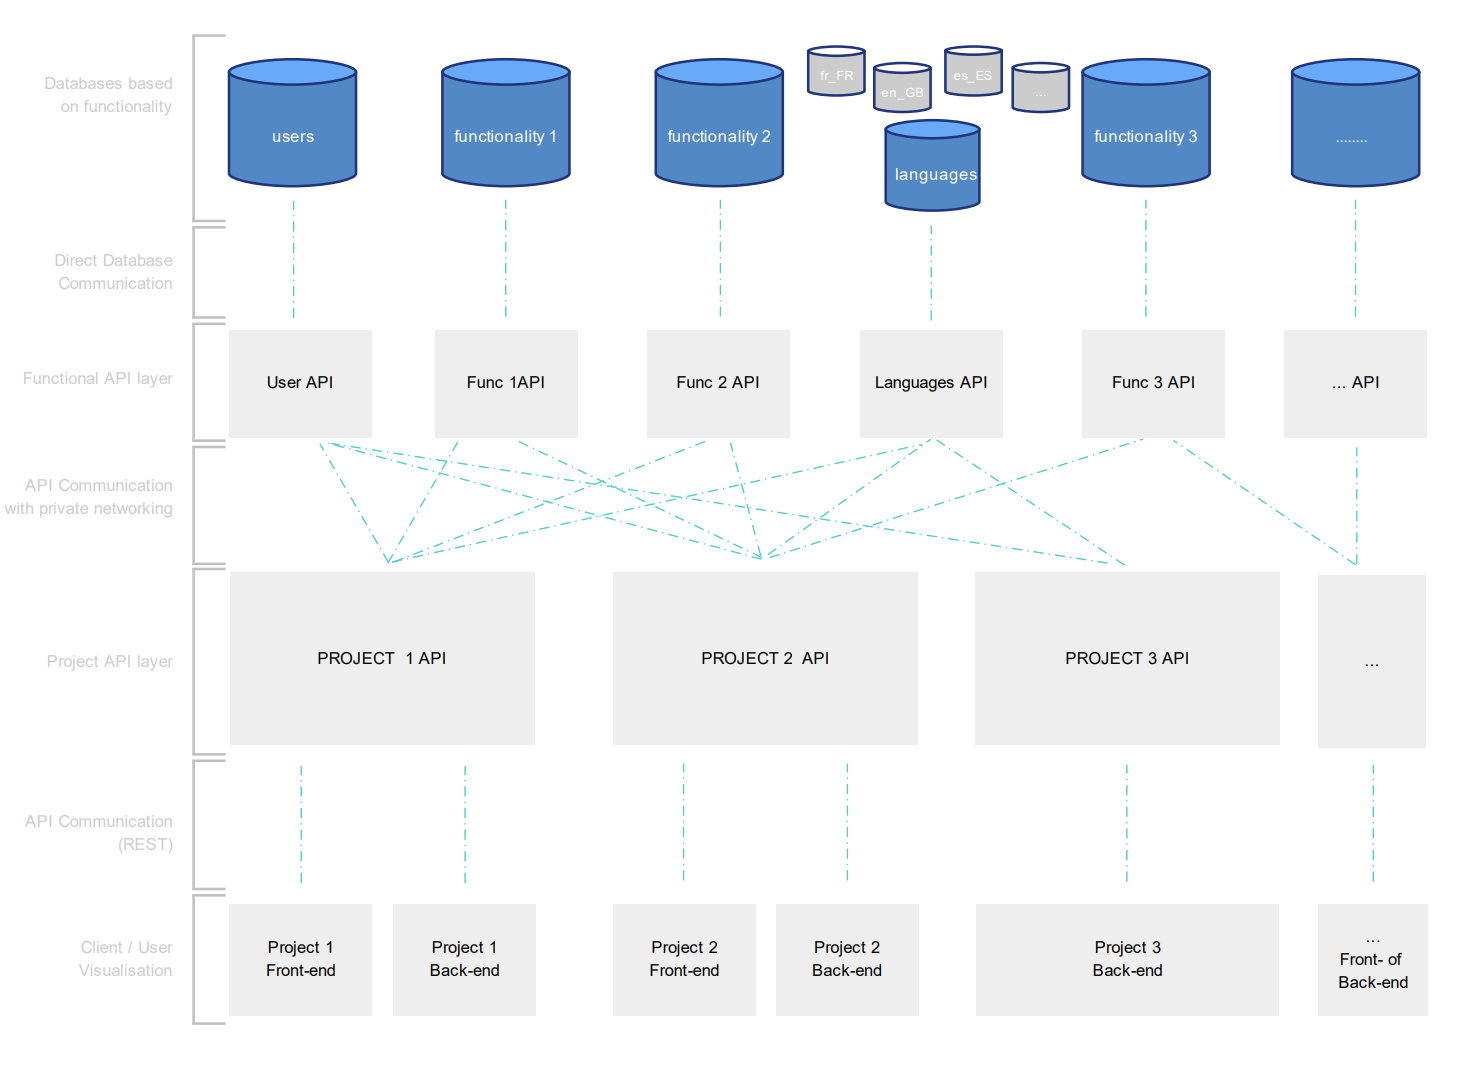 Databases based
on functionality
users
functionality 1
functionality 2
fr_FR
en_GB
es_ES
...
languages
functionality 3
........
Direct Database
Communication
Functional API layer
User API
Func 1API
Func 2 API
Languages API
Func 3 API
... API
API Communication
with private networking
Project API layer
PROJECT  1 API
PROJECT 2  API
PROJECT 3 API
...
API Communication
(REST)
Client / User
Visualisation
Project 1
Front-end
Project 1
Back-end
Project 2
Front-end
Project 2
Back-end
Project 3
Back-end
...
Front- of
Back-end